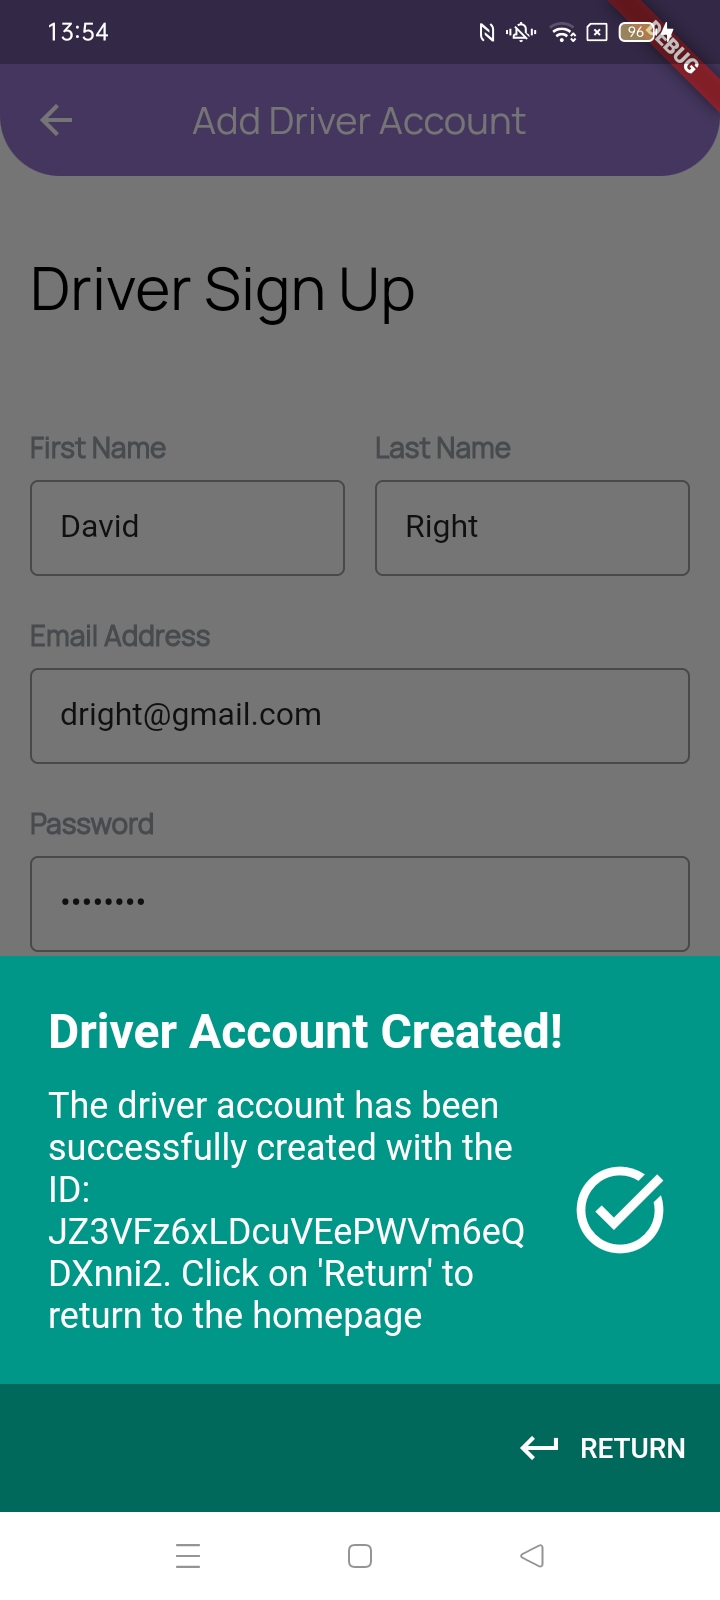 13:54
96
DEBUG
Add Driver Account
Driver Sign Up
First Name
Last Name
David
Right
Email Address
dright@gmail.com
Password
••••••••
Driver Account Created!
The driver account has been
successfully created with the
ID:
JZ3VFz6xLDcuVEePWVm6eQ
DXnni2. Click on 'Return' to
return to the homepage
RETURN